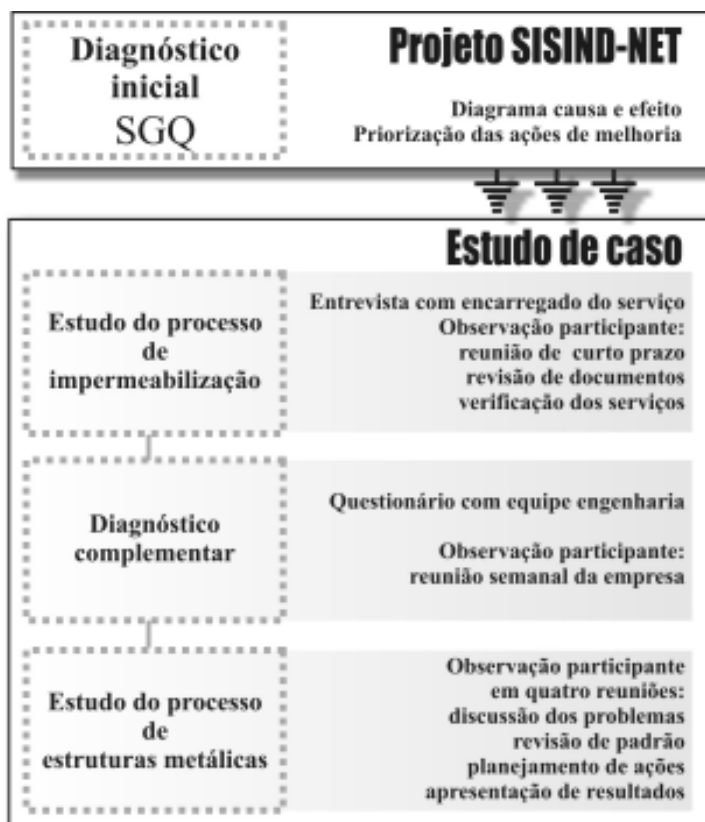 Diagnóstico
inicial
SGQ
Projeto SISIND-NET
Diagrama causa e efeito
Priorização das ações de melhoria
Estudo de caso
Estudo do processo
de
impermeabilização
Entrevista com encarregado do serviço
Observação participante:
reunião de curto prazo
revisão de documentos
verificação dos serviços
Diagnóstico
complementar
Questionário com equipe engenharia
Observação participante:
reunião semanal da empresa
Estudo do processo
de
estruturas metálicas
Observação participante
em quatro reuniões:
discussão dos problemas
revisão de padrão
planejamento de ações
apresentação de resultados